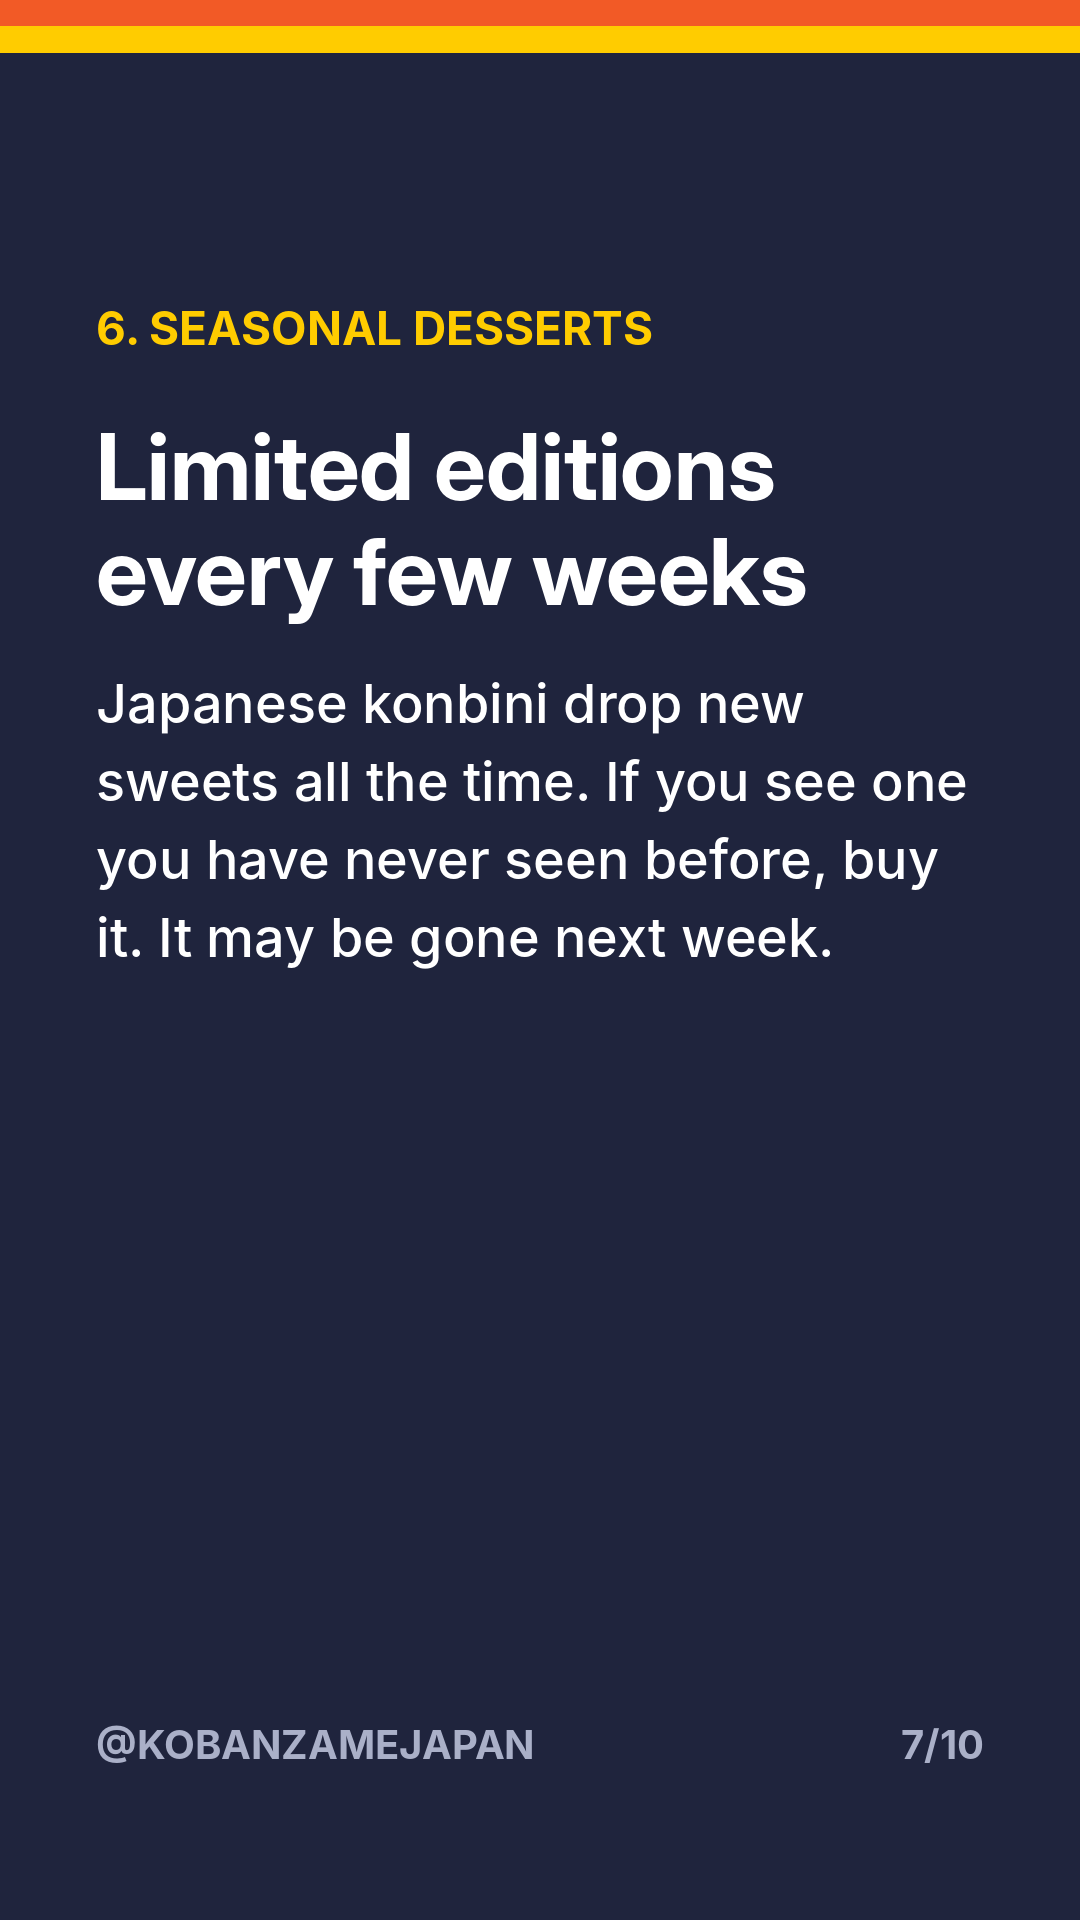 6. SEASONAL DESSERTS
Limited editions
every few weeks
Japanese konbini drop new
sweets all the time. If you see one
you have never seen before, buy
it. It may be gone next week.
@KOBANZAMEJAPAN
7/10